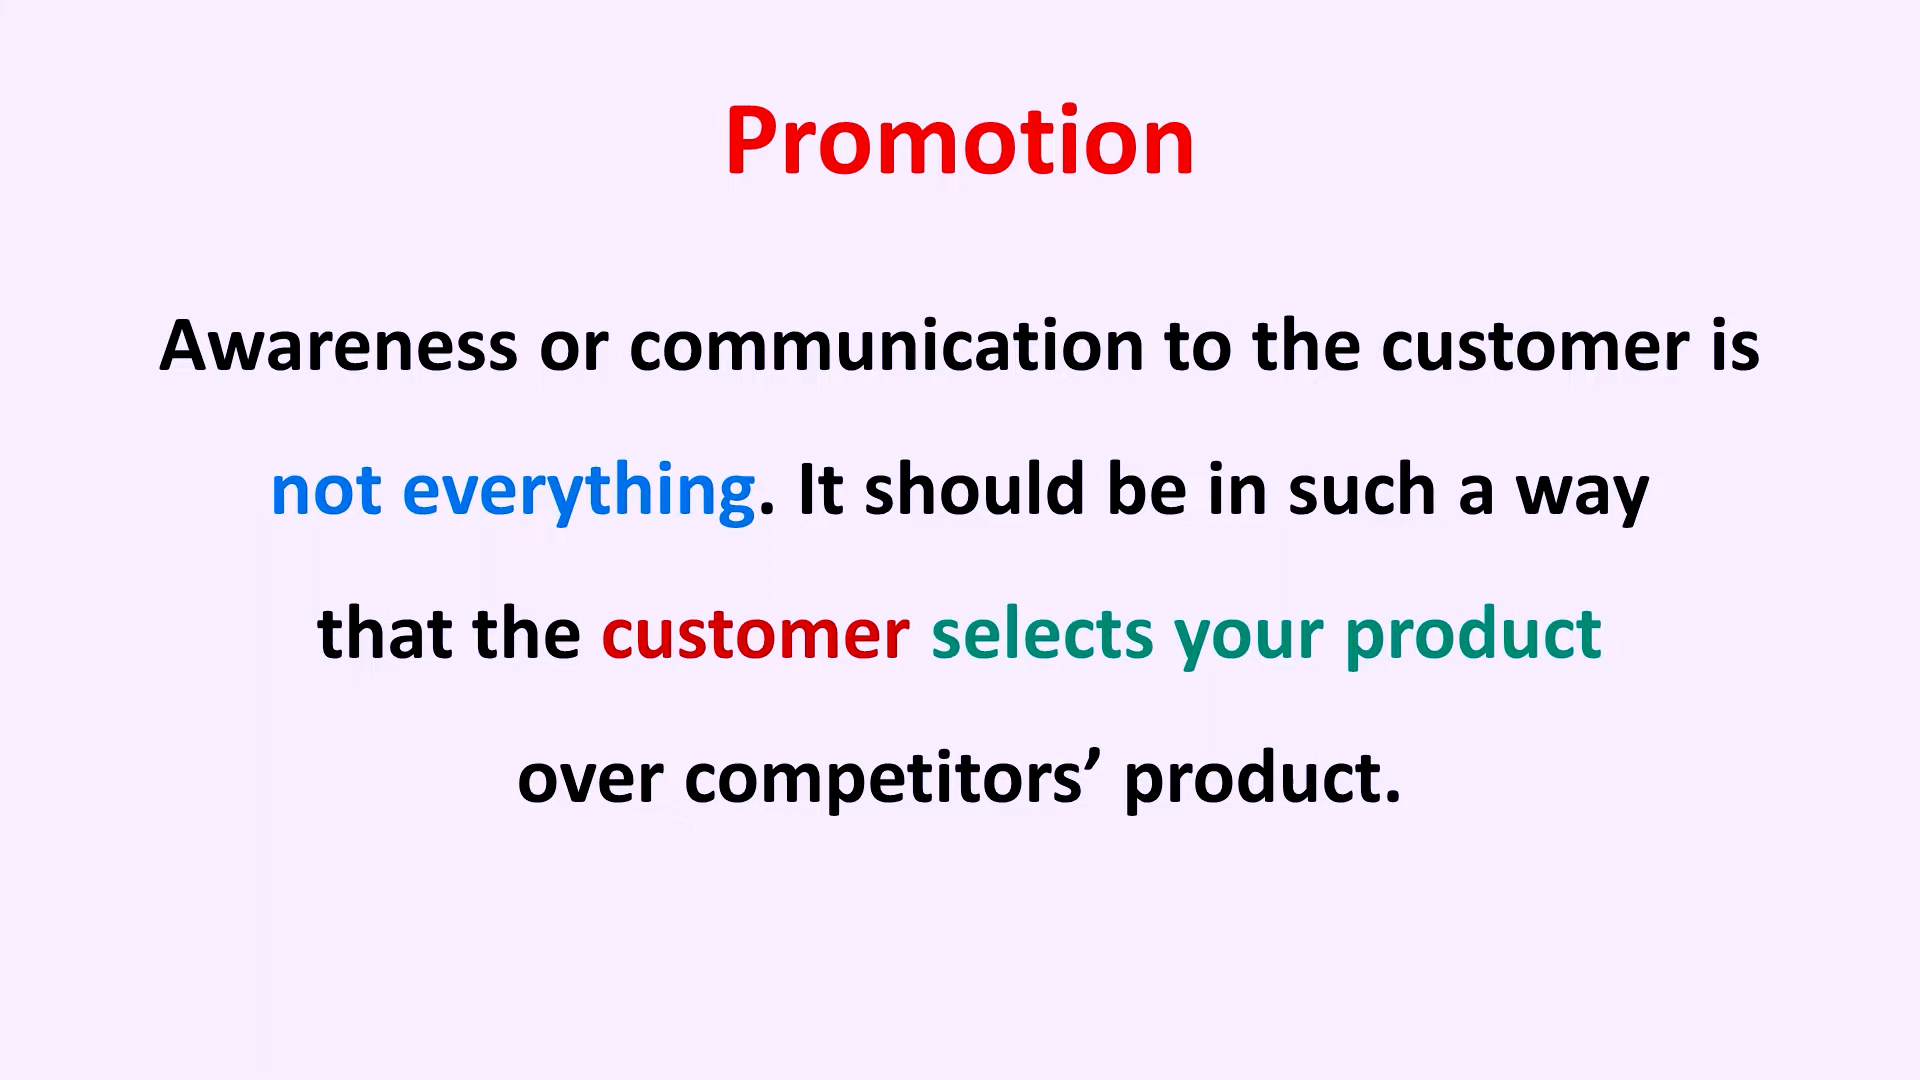 Promotion
Awareness or communication to the customer is
not everything. It should be in such a way
that the customer selects your product
over competitors’ product.